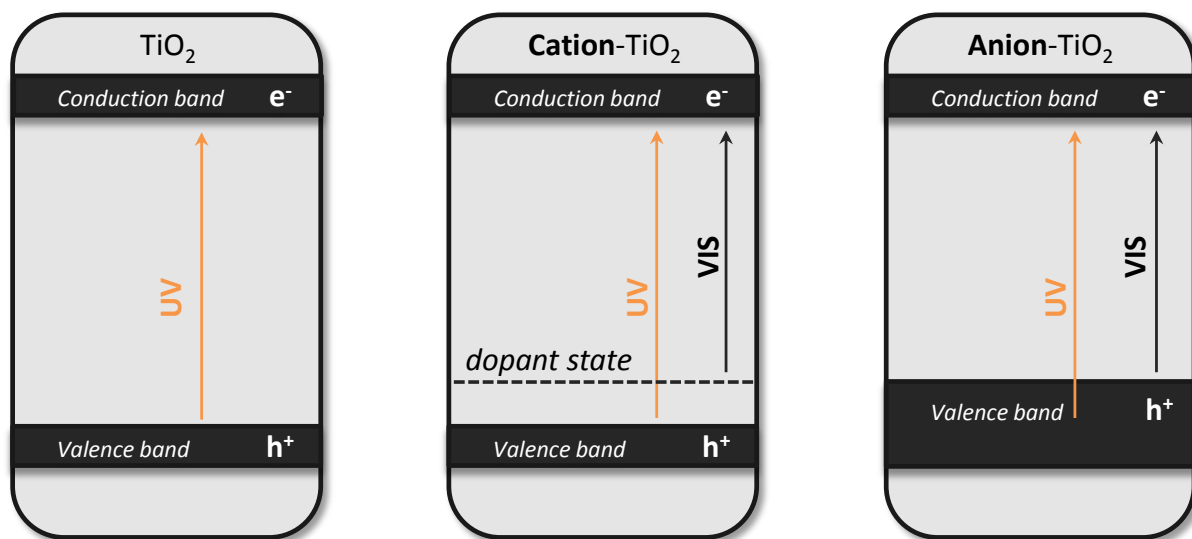 TiO₂
Conduction band e⁻
UV
Valence band h⁺
Cation-TiO₂
Conduction band e⁻
UV
VIS
dopant state
Valence band h⁺
Anion-TiO₂
Conduction band e⁻
UV
VIS
Valence band h⁺